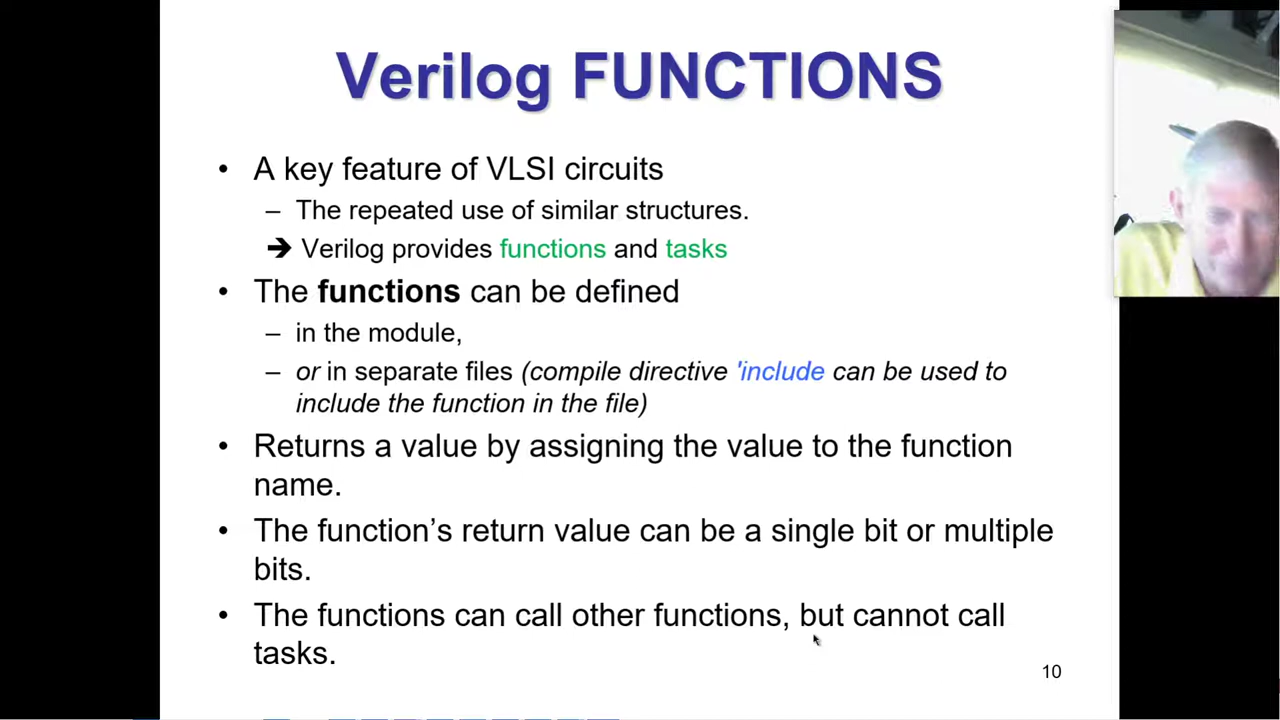 Verilog FUNCTIONS
• A key feature of VLSI circuits
– The repeated use of similar structures.
➔ Verilog provides functions and tasks
• The functions can be defined
– in the module,
– or in separate files (compile directive 'include can be used to
include the function in the file)
• Returns a value by assigning the value to the function
name.
• The function’s return value can be a single bit or multiple
bits.
• The functions can call other functions, but cannot call
tasks.
10